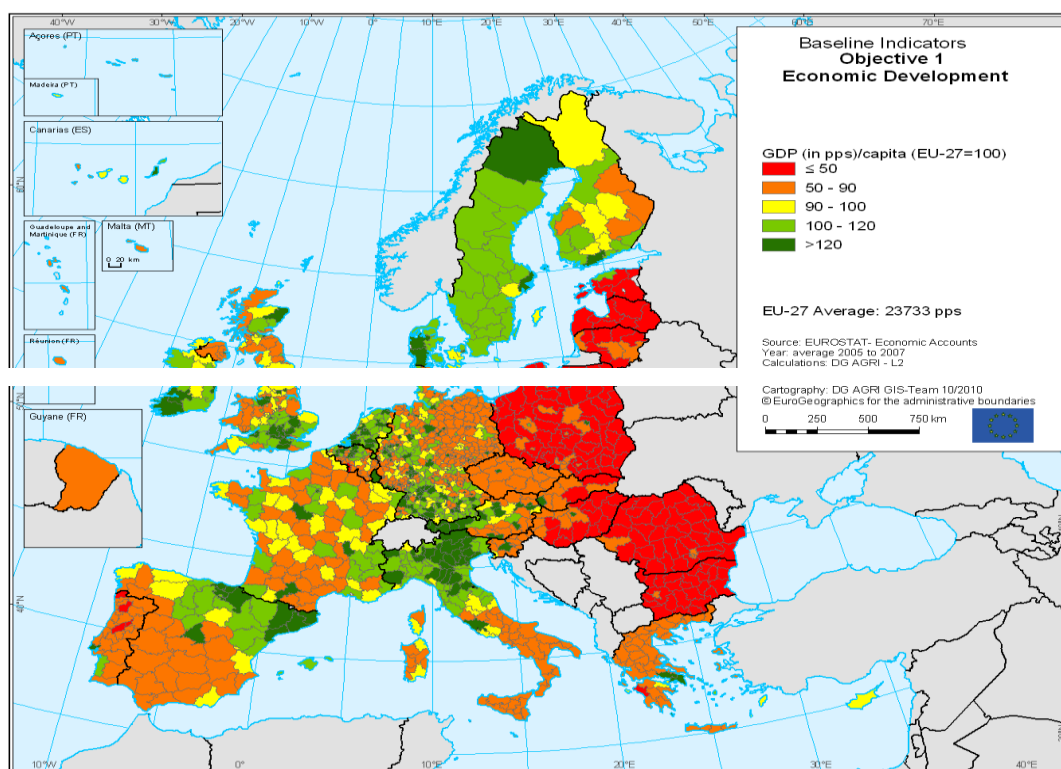 40°W
30°W
20°W
10°W
0°
10°E
20°E
30°E
40°E
50°E
60°E
70°E
Açores (PT)
Madeira (PT)
Canarias (ES)
Guadeloupe and
Martinique (FR)
Malta (MT)
0 20 km
Réunion (FR)
Guyane (FR)
60°N
50°N
40°N
Baseline Indicators
Objective 1
Economic Development
GDP (in pps)/capita (EU-27=100)
≤ 50
50 - 90
90 - 100
100 - 120
>120
EU-27 Average: 23733 pps
Source: EUROSTAT- Economic Accounts
Year: average 2005 to 2007
Calculations: DG AGRI - L2
Cartography: DG AGRI GIS-Team 10/2010
© EuroGeographics for the administrative boundaries
0 250 500 750 km
10°W
0°
10°E
20°E
30°E
40°E